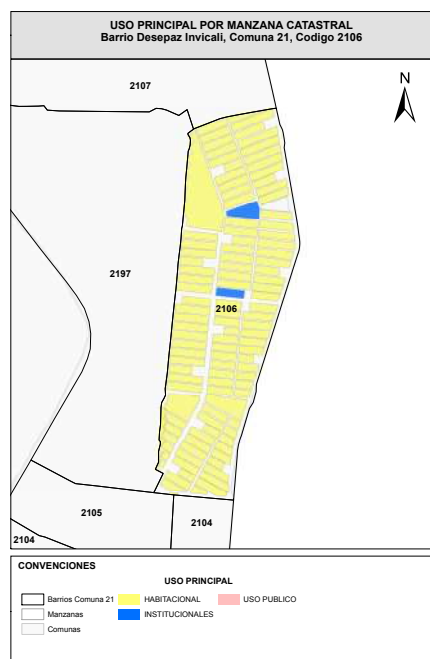 USO PRINCIPAL POR MANZANA CATASTRAL
Barrio Desepaz Invicali, Comuna 21, Codigo 2106
2107
N
2197
2106
2105
2104
2104
CONVENCIONES
USO PRINCIPAL
Barrios Comuna 21 HABITACIONAL USO PUBLICO
Manzanas INSTITUCIONALES
Comunas